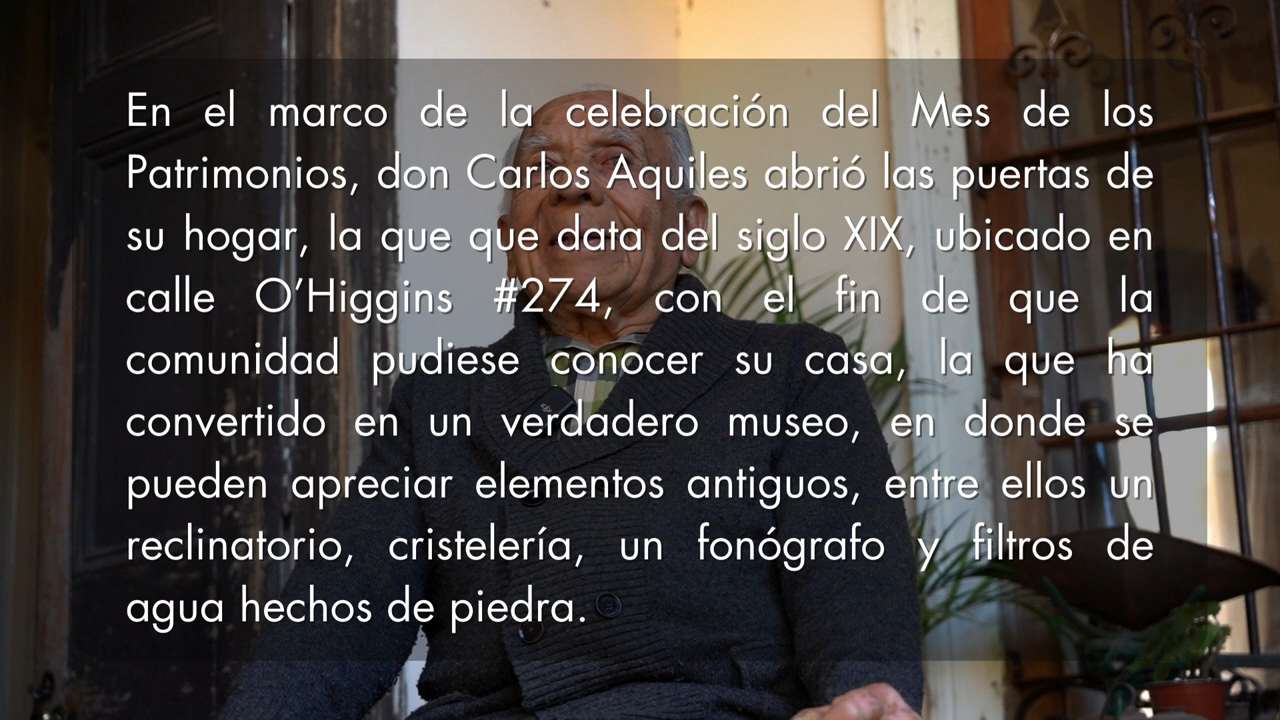 En el marco de la celebración del Mes de los
Patrimonios, don Carlos Aquiles abrió las puertas de
su hogar, la que que data del siglo XIX, ubicado en
calle O’Higgins #274, con el fin de que la
comunidad pudiese conocer su casa, la que ha
convertido en un verdadero museo, en donde se
pueden apreciar elementos antiguos, entre ellos un
reclinatorio, cristelería, un fonógrafo y filtros de
agua hechos de piedra.